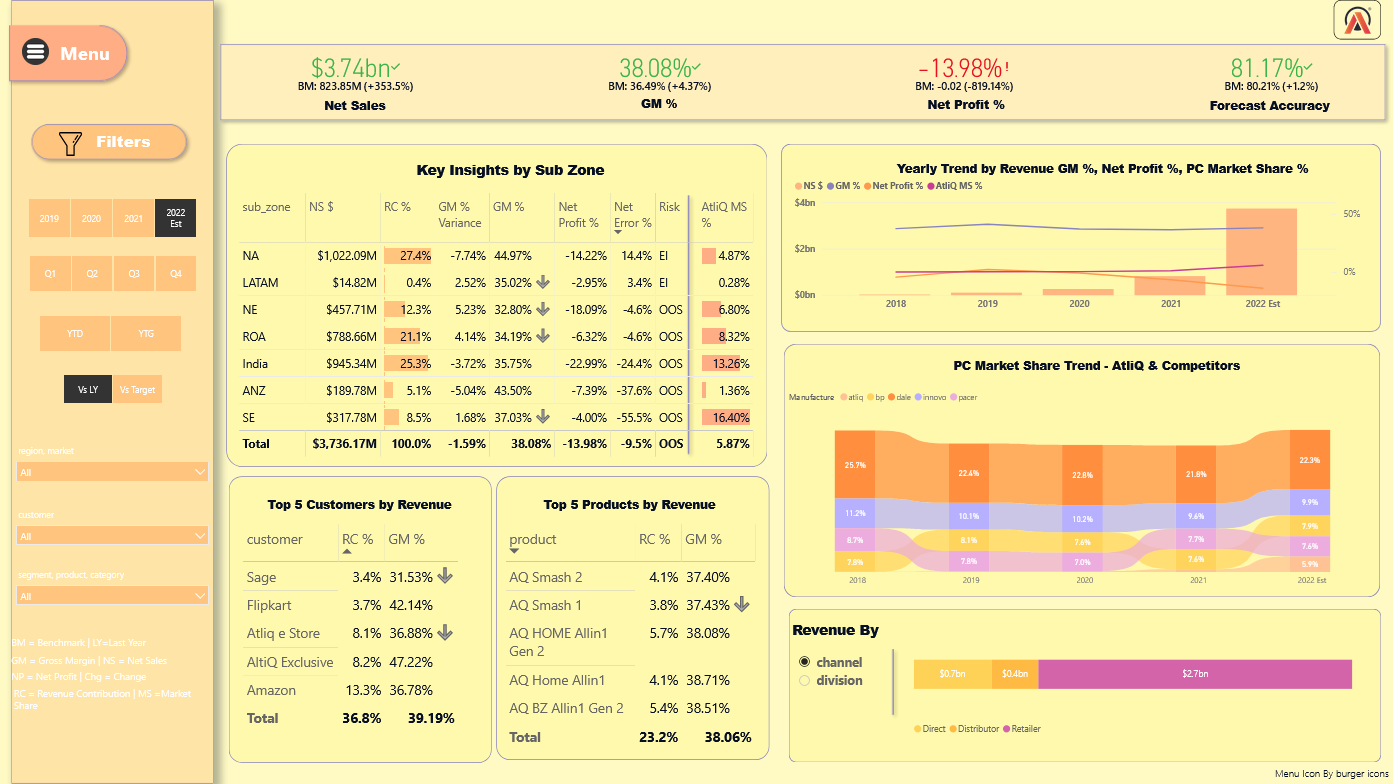 Menu
Filters
2019 2020 2021 2022 Est
Q1 Q2 Q3 Q4
YTD YTG
Vs LY Vs Target
region, market
All
customer
All
segment, product, category
All
BM = Benchmark | LY=Last Year
GM = Gross Margin | NS = Net Sales
NP = Net Profit | Chg = Change
RC = Revenue Contribution | MS =Market
Share
$3.74bn✓ 38.08%✓ -13.98%! 81.17%✓
BM: 823.85M (+353.5%) BM: 36.49% (+4.37%) BM: -0.02 (-819.14%) BM: 80.21% (+1.2%)
Net Sales GM % Net Profit % Forecast Accuracy
Key Insights by Sub Zone
sub_zone NS $ RC % GM % Variance GM % Net Profit % Net Error % Risk AtliQ MS %
NA $1,022.09M 27.4% -7.74% 44.97% -14.22% 14.4% EI 4.87%
LATAM $14.82M 0.4% 2.52% 35.02% -2.95% 3.4% EI 0.28%
NE $457.71M 12.3% 5.23% 32.80% -18.09% -4.6% OOS 6.80%
ROA $788.66M 21.1% 4.14% 34.19% -6.32% -4.6% OOS 8.32%
India $945.34M 25.3% -3.72% 35.75% -22.99% -24.4% OOS 13.26%
ANZ $189.78M 5.1% -5.04% 43.50% -7.39% -37.6% OOS 1.36%
SE $317.78M 8.5% 1.68% 37.03% -4.00% -55.5% OOS 16.40%
Total $3,736.17M 100.0% -1.59% 38.08% -13.98% -9.5% OOS 5.87%
Top 5 Customers by Revenue
customer RC % GM %
Sage 3.4% 31.53%
Flipkart 3.7% 42.14%
Atliq e Store 8.1% 36.88%
AltiQ Exclusive 8.2% 47.22%
Amazon 13.3% 36.78%
Total 36.8% 39.19%
Top 5 Products by Revenue
product RC % GM %
AQ Smash 2 4.1% 37.40%
AQ Smash 1 3.8% 37.43%
AQ HOME Allin1 Gen 2 5.7% 38.08%
AQ Home Allin1 4.1% 38.71%
AQ BZ Allin1 Gen 2 5.4% 38.51%
Total 23.2% 38.06%
Yearly Trend by Revenue GM %, Net Profit %, PC Market Share %
NS $ GM % Net Profit % AtliQ MS %
$4bn 50%
$2bn
$0bn 0%
2018 2019 2020 2021 2022 Est
PC Market Share Trend - AtliQ & Competitors
Manufacture atliq bp dale innovo pacer
25.7% 22.4% 22.8% 21.8% 22.3%
11.2% 10.1% 10.2% 9.6% 9.9%
8.7% 8.1% 7.6% 7.7% 7.9%
7.8% 7.8% 7.0% 7.6% 7.6%
5.9%
2018 2019 2020 2021 2022 Est
Revenue By
channel
division
$0.7bn $0.4bn $2.7bn
Direct Distributor Retailer
Menu Icon By burger icons